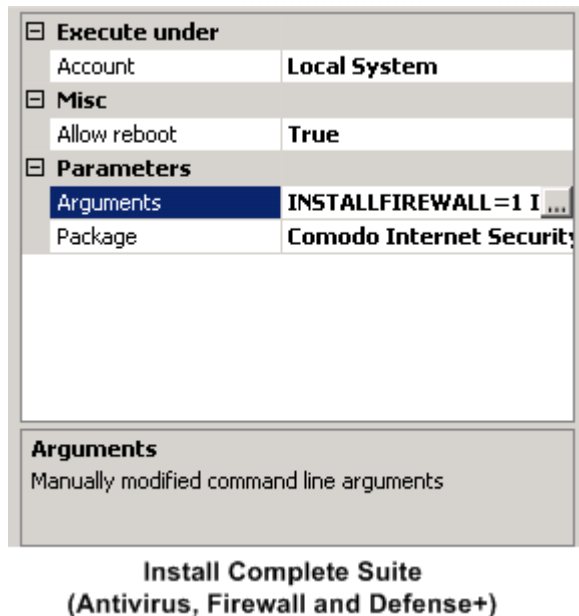 Execute under
Account Local System
Misc
Allow reboot True
Parameters
Arguments INSTALLFIREWALL=1 I ...
Package Comodo Internet Security
Arguments
Manually modified command line arguments
Install Complete Suite
(Antivirus, Firewall and Defense+)